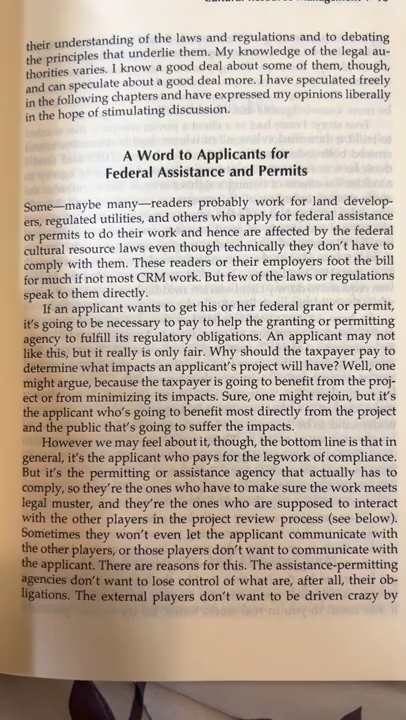 their understanding of the laws and regulations and to debating
the principles that underlie them. My knowledge of the legal au-
thorities varies. I know a good deal about some of them, though,
and can speculate about a good deal more. I have speculated freely
in the following chapters and have expressed my opinions liberally
in the hope of stimulating discussion.
A Word to Applicants for
Federal Assistance and Permits
Some—maybe many—readers probably work for land develop-
ers, regulated utilities, and others who apply for federal assistance
or permits to do their work and hence are affected by the federal
cultural resource laws even though technically they don't have to
comply with them. These readers or their employers foot the bill
for much if not most CRM work. But few of the laws or regulations
speak to them directly.
If an applicant wants to get his or her federal grant or permit,
it's going to be necessary to pay to help the granting or permitting
agency to fulfill its regulatory obligations. An applicant may not
like this, but it really is only fair. Why should the taxpayer pay to
determine what impacts an applicant's project will have? Well, one
might argue, because the taxpayer is going to benefit from the proj-
ect or from minimizing its impacts. Sure, one might rejoin, but it's
the applicant who's going to benefit most directly from the project
and the public that's going to suffer the impacts.
However we may feel about it, though, the bottom line is that in
general, it's the applicant who pays for the legwork of compliance.
But it's the permitting or assistance agency that actually has to
comply, so they're the ones who have to make sure the work meets
legal muster, and they're the ones who are supposed to interact
with the other players in the project review process (see below).
Sometimes they won't even let the applicant communicate with
the other players, or those players don't want to communicate with
the applicant. There are reasons for this. The assistance-permitting
agencies don't want to lose control of what are, after all, their ob-
ligations. The external players don't want to be driven crazy by